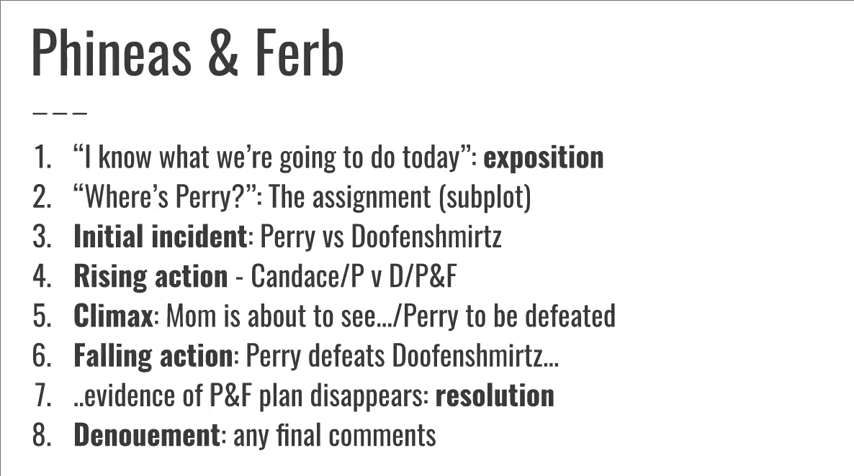 Phineas & Ferb
___
1. “I know what we’re going to do today”: exposition
2. “Where’s Perry?”: The assignment (subplot)
3. Initial incident: Perry vs Doofenshmirtz
4. Rising action - Candace/P v D/P&F
5. Climax: Mom is about to see.../Perry to be defeated
6. Falling action: Perry defeats Doofenshmirtz...
7. ..evidence of P&F plan disappears: resolution
8. Denouement: any final comments